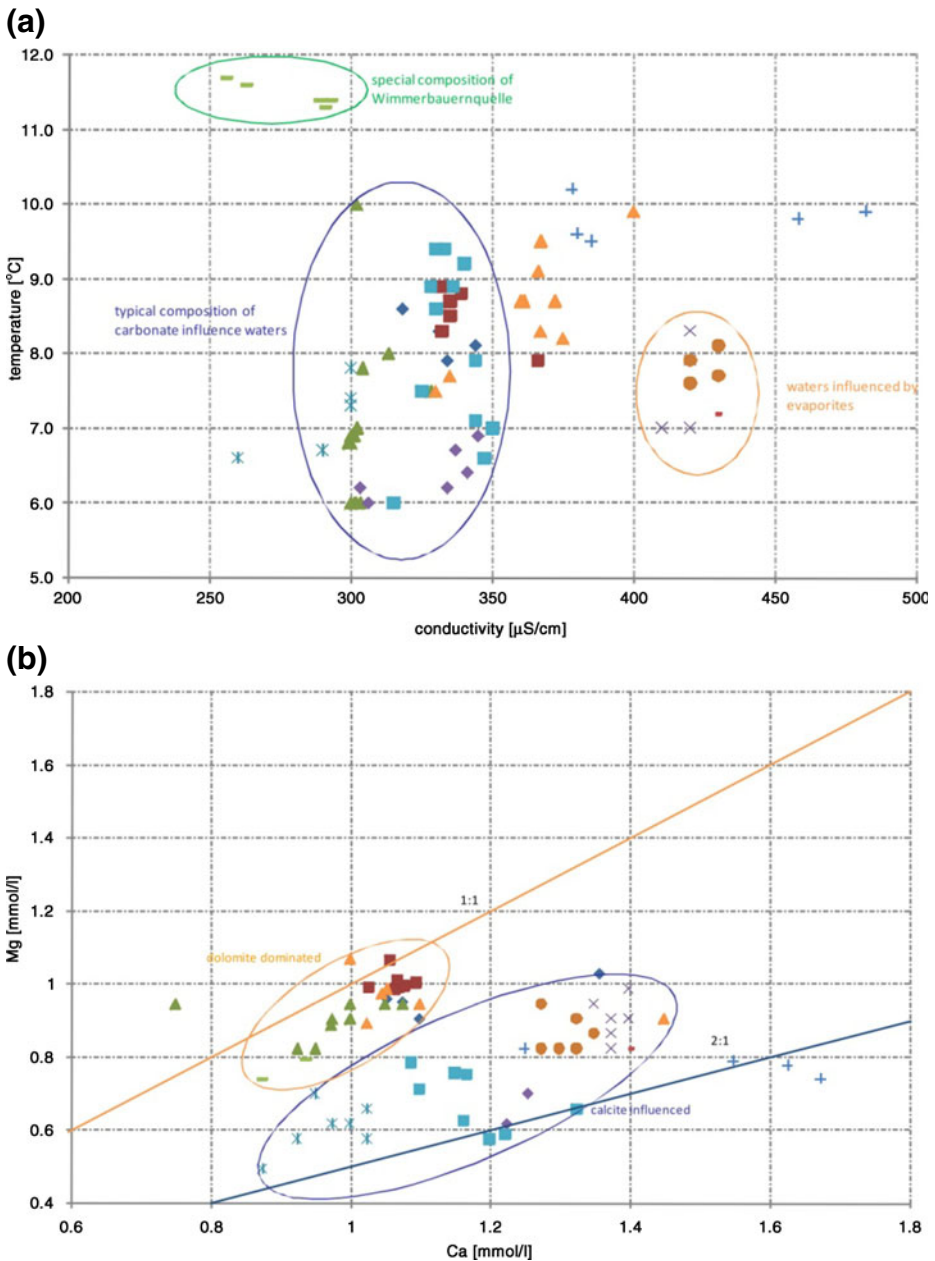 (a)
12.0
special composition of
Wimmerbauernquelle
11.0
10.0
9.0
typical composition of
carbonate influence waters
8.0
waters influenced by
evaporites
7.0
6.0
5.0
temperature [°C]
200 250 300 350 400 450 500
conductivity [µS/cm]
(b)
1.8
1.6
1.4
1.2
1:1
dolomite dominated
1
2:1
0.8
calcite influenced
0.6
0.4
Mg [mmol/l]
0.6 0.8 1 1.2 1.4 1.6 1.8
Ca [mmol/l]